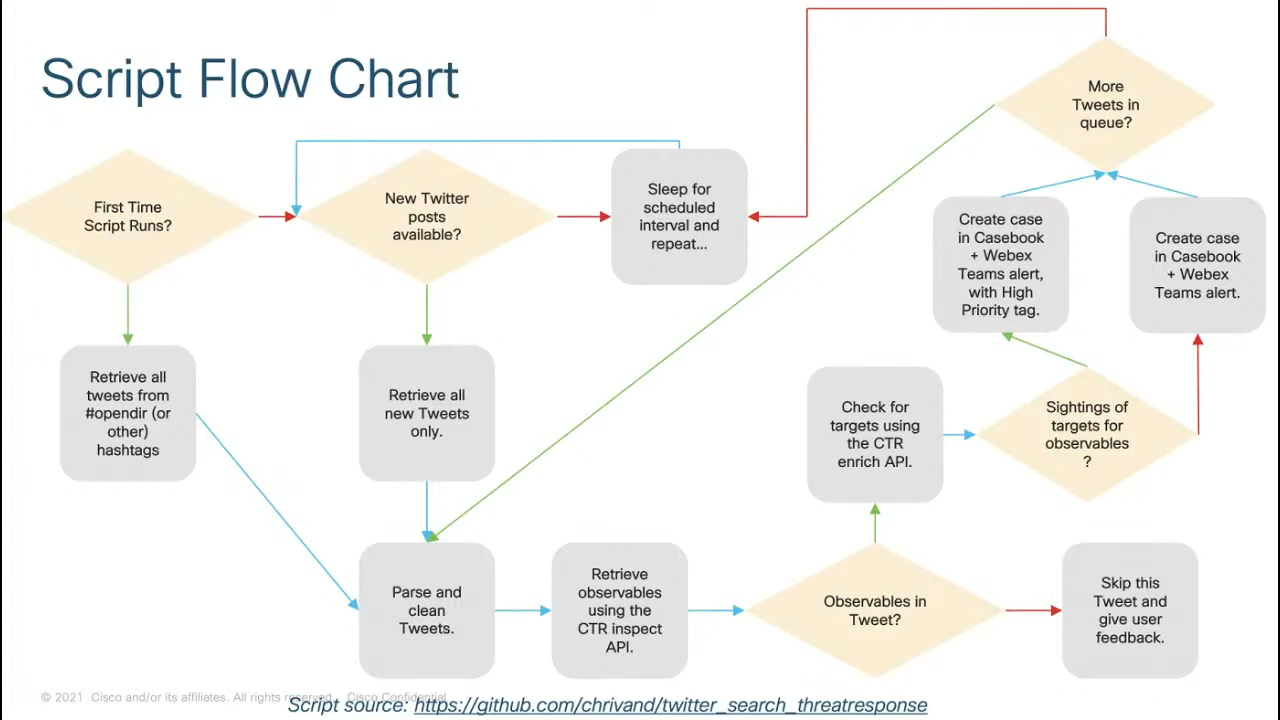 Script Flow Chart
More
Tweets in
queue?
First Time
Script Runs?
New Twitter
posts
available?
Sleep for
scheduled
interval and
repeat...
Create case
in Casebook
+ Webex
Teams alert,
with High
Priority tag.
Create case
in Casebook
+ Webex
Teams alert.
Retrieve all
tweets from
#opendir (or
other)
hashtags
Retrieve all
new Tweets
only.
Check for
targets using
the CTR
enrich API.
Sightings of
targets for
observables
?
Parse and
clean
Tweets.
Retrieve
observables
using the
CTR inspect
API.
Observables in
Tweet?
Skip this
Tweet and
give user
feedback.
© 2021 Cisco and/or its affiliates. All rights reserved. Cisco Confidential
Script source: https://github.com/chrivand/twitter_search_threatresponse